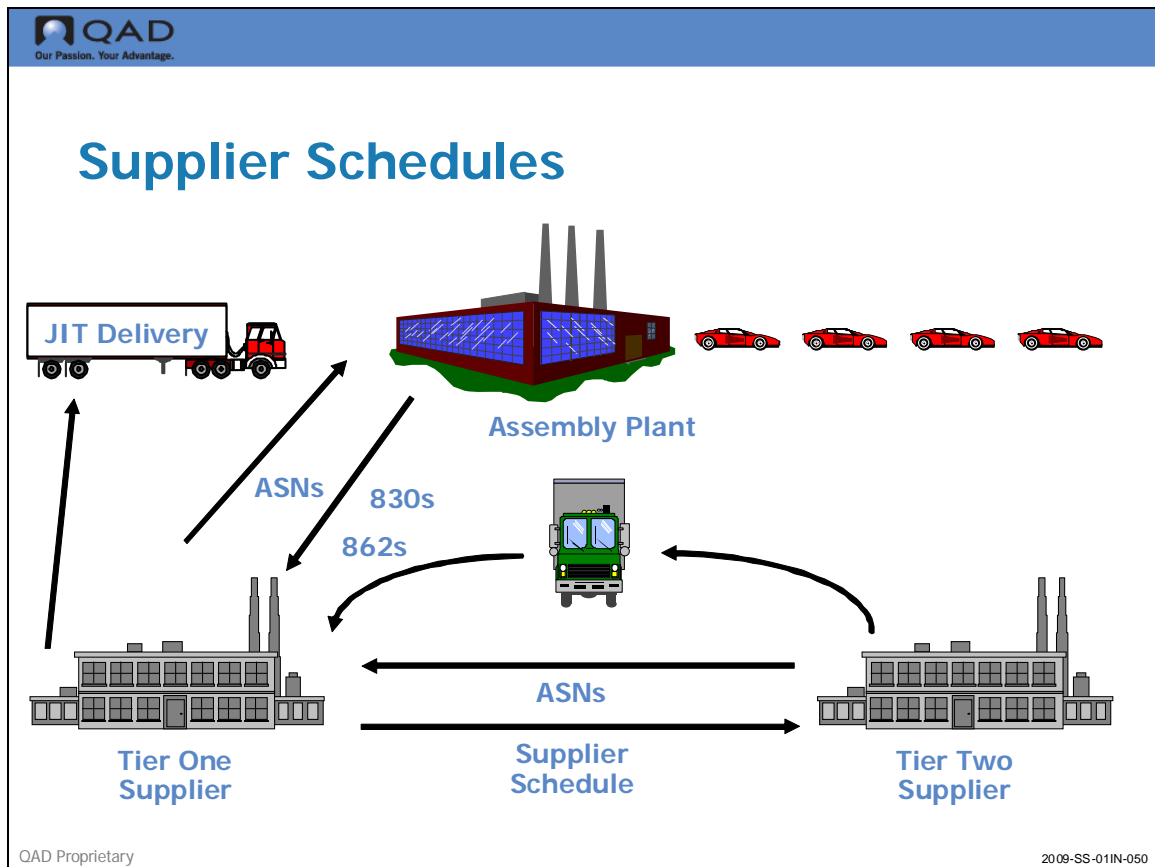 QAD
Our Passion. Your Advantage.
Supplier Schedules
JIT Delivery
Assembly Plant
ASNs
830s
862s
ASNs
Supplier
Schedule
Tier One
Supplier
Tier Two
Supplier
QAD Proprietary
2009-SS-01IN-050